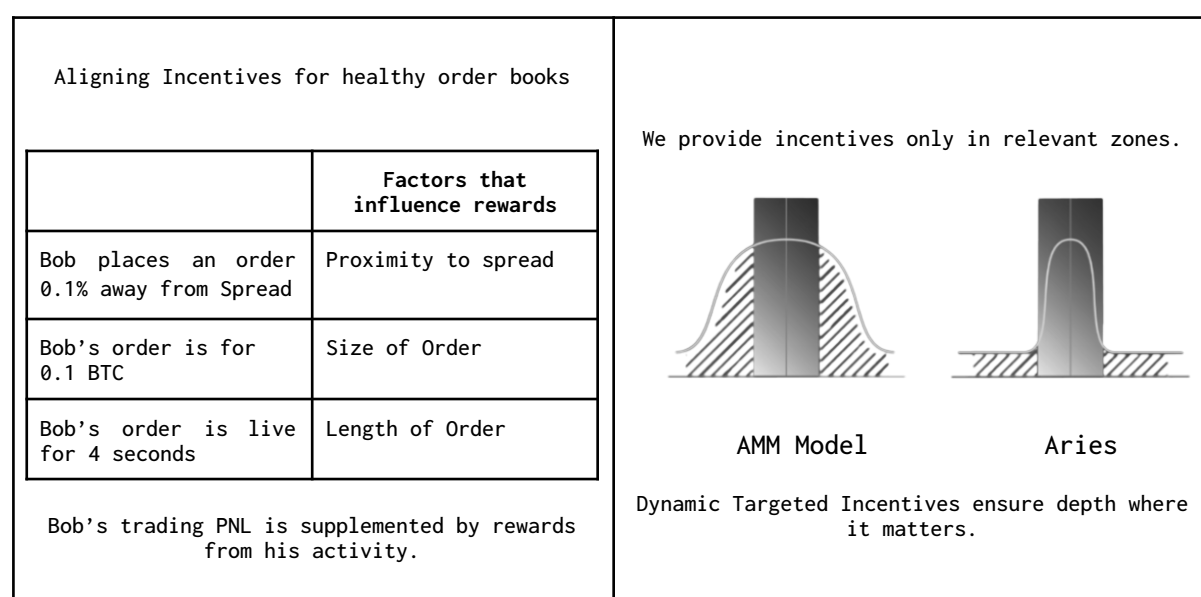 Aligning Incentives for healthy order books
Factors that
influence rewards
Bob places an order
0.1% away from Spread
Proximity to spread
Bob's order is for
0.1 BTC
Size of Order
Bob's order is live
for 4 seconds
Length of Order
Bob's trading PNL is supplemented by rewards
from his activity.
We provide incentives only in relevant zones.
AMM Model
Aries
Dynamic Targeted Incentives ensure depth where
it matters.